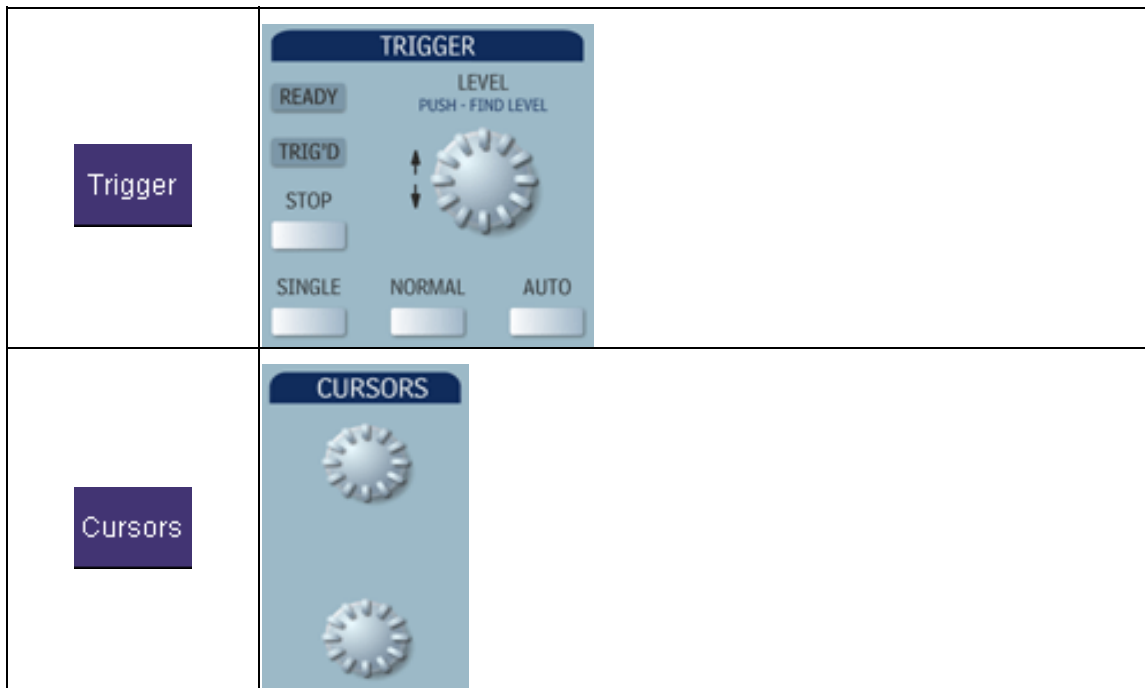 Trigger
TRIGGER
READY
LEVEL
PUSH - FIND LEVEL
TRIG'D
STOP
SINGLE NORMAL AUTO
Cursors
CURSORS